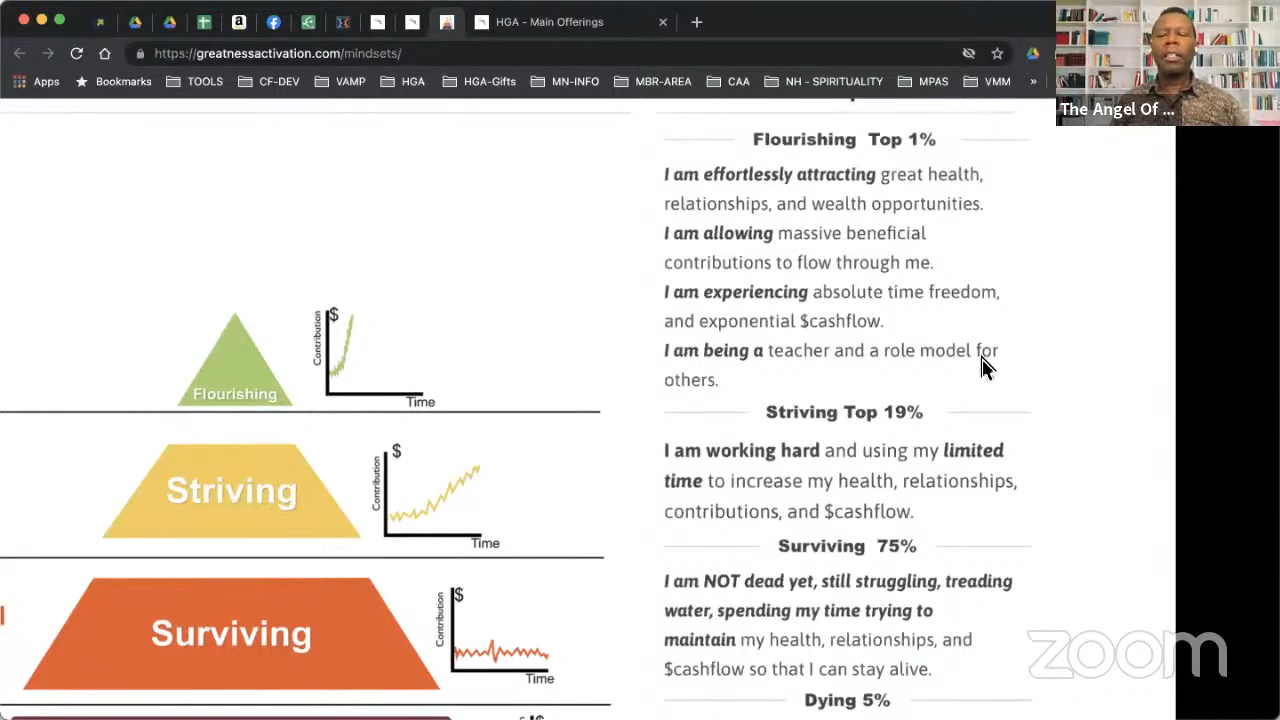 HGA - Main Offerings
https://greatnessactivation.com/mindsets/
Apps Bookmarks TOOLS CF-DEV VAMP HGA HGA-Gifts MN-INFO MBR-AREA CAA NH - SPIRITUALITY MPAS VMM »
The Angel Of ...
Flourishing Top 1%
I am effortlessly attracting great health,
relationships, and wealth opportunities.
I am allowing massive beneficial
contributions to flow through me.
I am experiencing absolute time freedom,
and exponential $cashflow.
I am being a teacher and a role model for
others.
Striving Top 19%
I am working hard and using my limited
time to increase my health, relationships,
contributions, and $cashflow.
Surviving 75%
I am NOT dead yet, still struggling, treading
water, spending my time trying to
maintain my health, relationships, and
$cashflow so that I can stay alive.
Dying 5%
Flourishing
Contribution
$
Time
Striving
Contribution
$
Time
Surviving
Contribution
$
Time
$
zoom